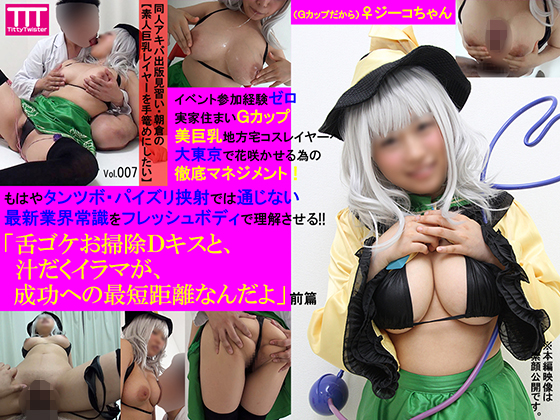 TTT
TittyTwister
同人アキバ出版見習い・朝倉の
【素人巨乳レイヤーを手篭めにしたい】
Vol.007
(Gカップだから)♀ジーコちゃん
イベント参加経験ゼロ
実家住まいGカップ
美巨乳地方宅コスレイヤー、
大東京で花咲かせる為の
徹底マネジメント!
もはやタンツボ・パイズリ挟射では通じない
最新業界常識をフレッシュボディで理解させる!!
「舌ゴケお掃除Dキスと、
汁だくイラマが、
成功への最短距離なんだよ」
前篇
※本編映像は
素顔公開です。